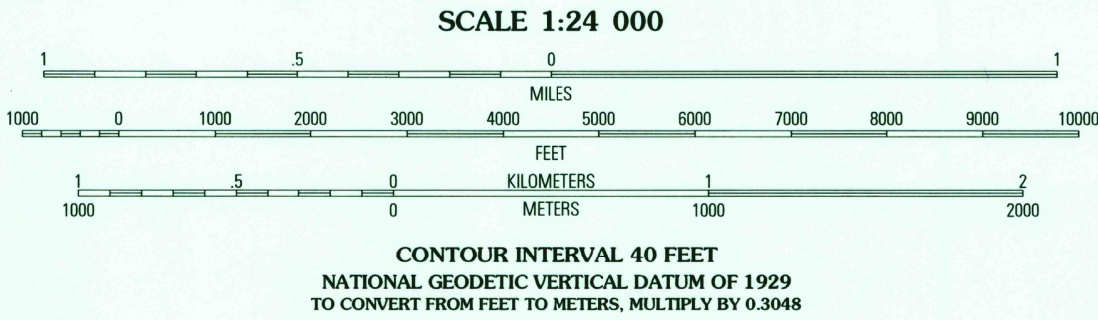 SCALE 1:24 000
1 .5 0 1
MILES
1000 0 1000 2000 3000 4000 5000 6000 7000 8000 9000 10000
FEET
1 .5 0 KILOMETERS 1 2
1000 0 METERS 1000 2000
CONTOUR INTERVAL 40 FEET
NATIONAL GEODETIC VERTICAL DATUM OF 1929
TO CONVERT FROM FEET TO METERS, MULTIPLY BY 0.3048